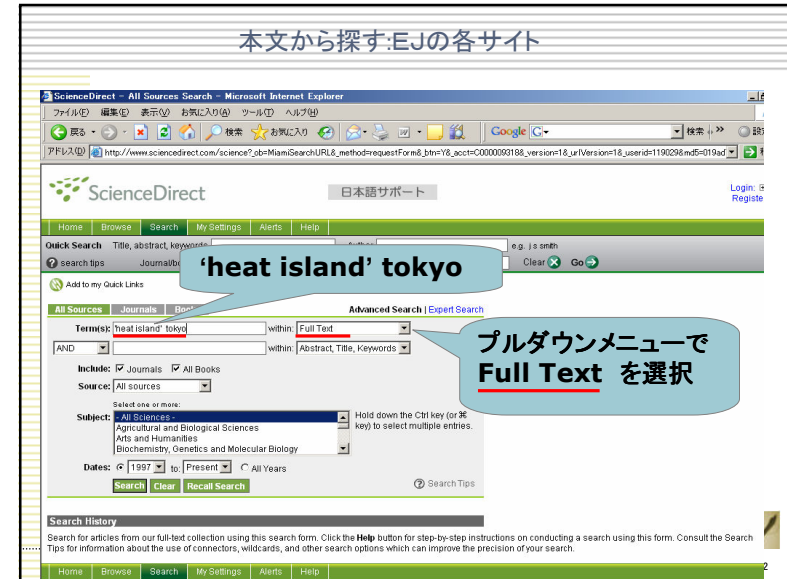 本文から探す:EJの各サイト
ScienceDirect - All Sources Search - Microsoft Internet Explorer
ファイル(F) 編集(E) 表示(V) お気に入り(A) ツール(T) ヘルプ(H)
戻る 検索 お気に入り Google G 検索 »
アドレス(D) http://www.sciencedirect.com/science?_ob=MiamiSearchURL&_method=requestForm&_btn=Y&_acct=C000009318&_version=1&_urlVersion=1&_userid=119029&md5=019ad
ScienceDirect
日本語サポート
Login:
Registe
Home Browse Search My Settings Alerts Help
Quick Search Title, abstract, keywords e.g. j s smith
search tips Clear Go
'heat island' tokyo
Add to my Quick Links
All Sources Journals Advanced Search | Expert Search
Term(s): 'heat island' tokyo within: Full Text
プルダウンメニューで
Full Text を選択
AND within: Abstract, Title, Keywords
Include: Journals All Books
Source: All sources
Select one or more:
Subject: - All Sciences - Hold down the Ctrl key (or ⌘
Agricultural and Biological Sciences key) to select multiple entries.
Arts and Humanities
Biochemistry, Genetics and Molecular Biology
Dates: 1997 to: Present All Years
Search Clear Recall Search Search Tips
Search History
Search for articles from our full-text collection using this search form. Click the Help button for step-by-step instructions on conducting a search using this form. Consult the Search
Tips for information about the use of connectors, wildcards, and other search options which can improve the precision of your search.
Home Browse Search My Settings Alerts Help
2